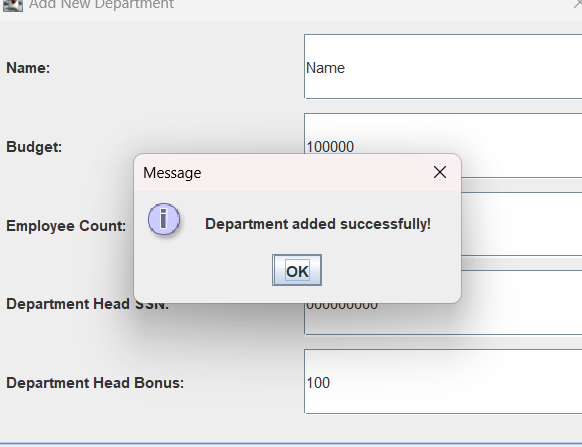 Add New Department
Name:
Name
Budget:
100000
Message
Employee Count:
Department added successfully!
OK
Department Head SSN:
000000000
Department Head Bonus:
100